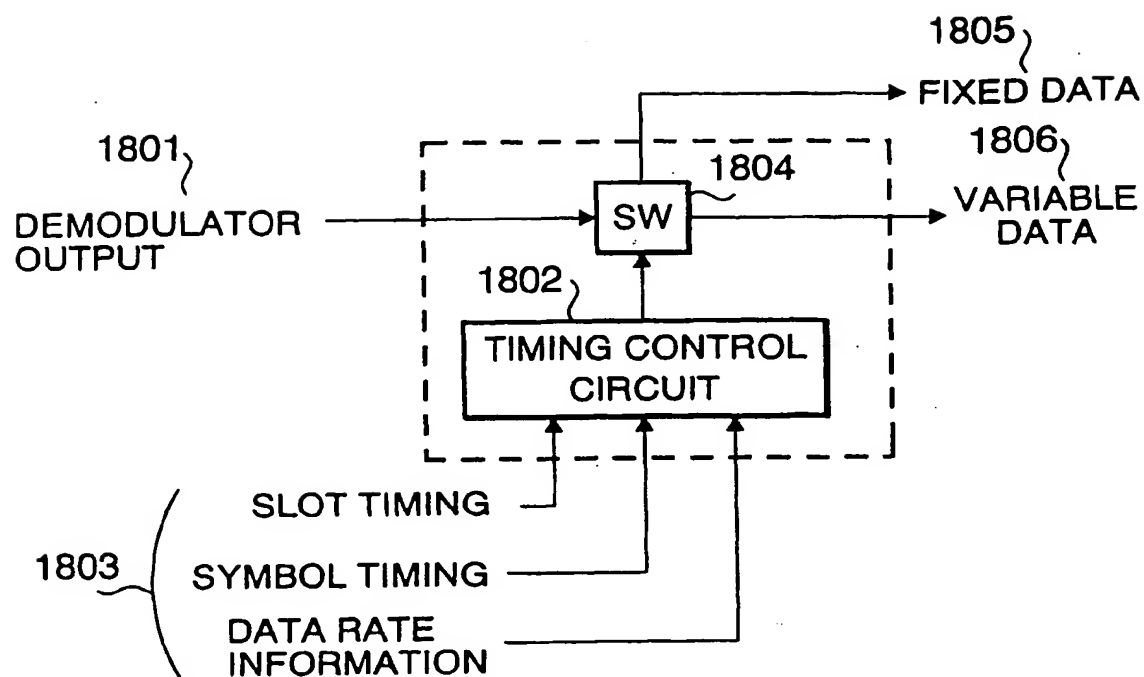 1805
FIXED DATA
1801
1806
1804
DEMODULATOR
OUTPUT
SW
VARIABLE
DATA
1802
TIMING CONTROL
CIRCUIT
SLOT TIMING
1803
SYMBOL TIMING
DATA RATE
INFORMATION